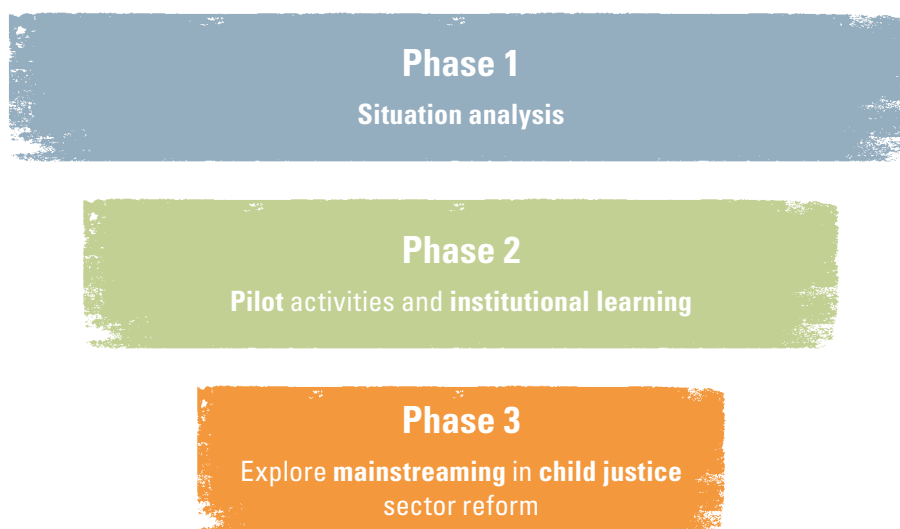 Phase 1
Situation analysis
Phase 2
Pilot activities and institutional learning
Phase 3
Explore mainstreaming in child justice
sector reform